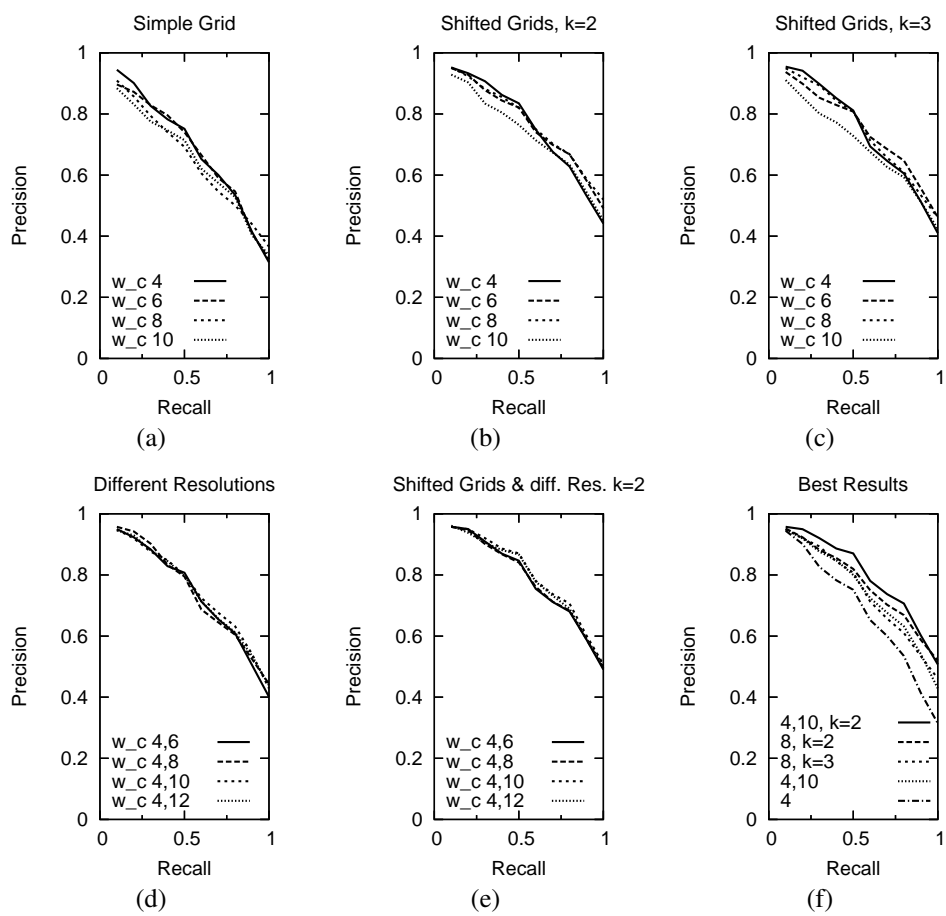 Simple Grid
1
0.8
0.6
0.4
0.2
0
0
0.5
1
Precision
Recall
w_c 4
w_c 6
w_c 8
w_c 10
(a)
Shifted Grids, k=2
1
0.8
0.6
0.4
0.2
0
0
0.5
1
Precision
Recall
w_c 4
w_c 6
w_c 8
w_c 10
(b)
Shifted Grids, k=3
1
0.8
0.6
0.4
0.2
0
0
0.5
1
Precision
Recall
w_c 4
w_c 6
w_c 8
w_c 10
(c)
Different Resolutions
1
0.8
0.6
0.4
0.2
0
0
0.5
1
Precision
Recall
w_c 4,6
w_c 4,8
w_c 4,10
w_c 4,12
(d)
Shifted Grids & diff. Res. k=2
1
0.8
0.6
0.4
0.2
0
0
0.5
1
Precision
Recall
w_c 4,6
w_c 4,8
w_c 4,10
w_c 4,12
(e)
Best Results
1
0.8
0.6
0.4
0.2
0
0
0.5
1
Precision
Recall
4,10, k=2
8, k=2
8, k=3
4,10
4
(f)